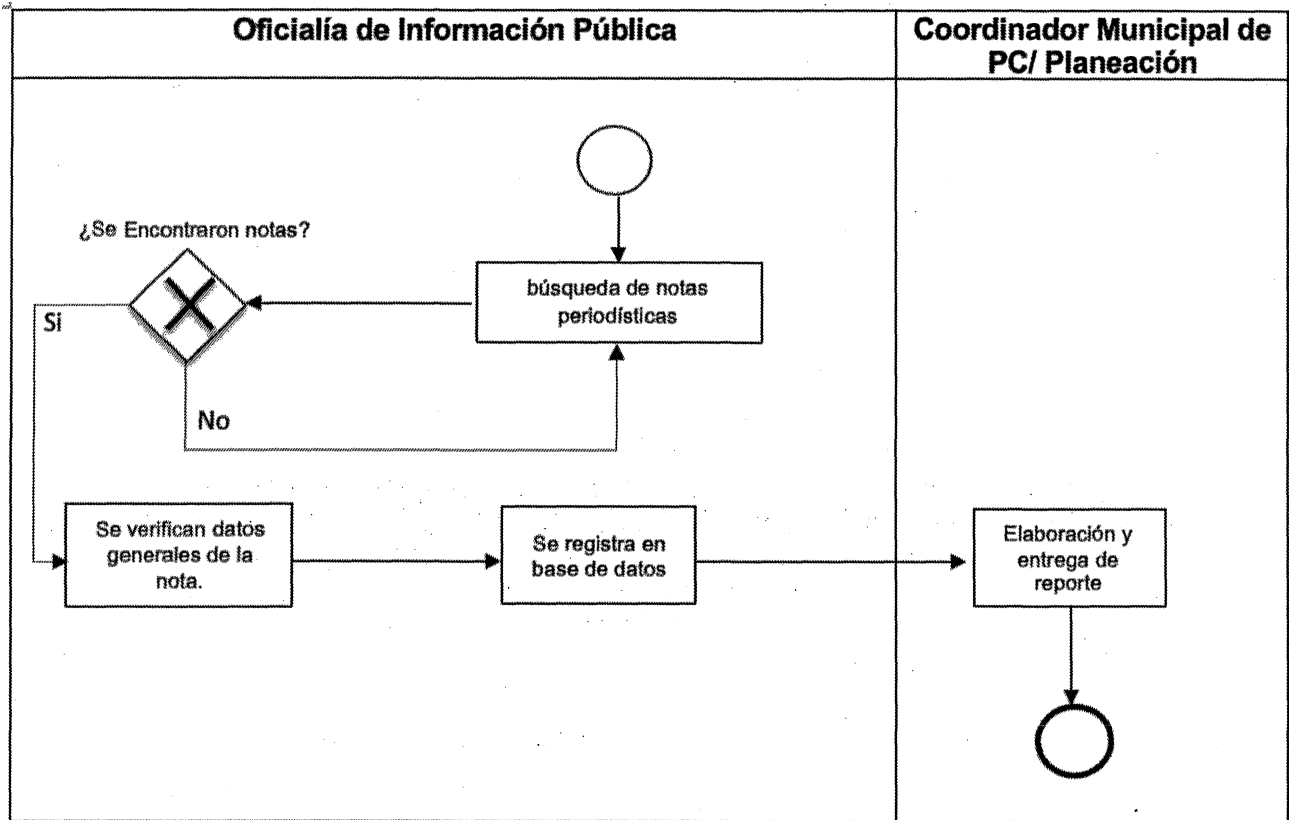 Oficialía de Información Pública
Coordinador Municipal de
PC/ Planeación
¿Se Encontraron notas?
búsqueda de notas
periodísticas
Si
No
Se verifican datos
generales de la
nota.
Se registra en
base de datos
Elaboración y
entrega de
reporte